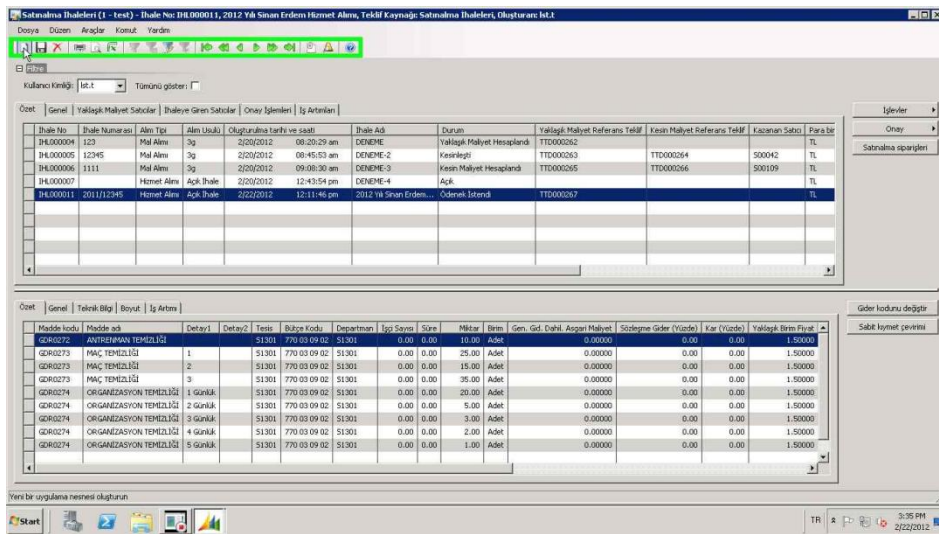 Satınalma İhaleleri (1 - test) - İhale No: IHL000011, 2012 Yılı Sinan Erdem Hizmet Alımı, Teklif Kaynağı: Satınalma İhaleleri, Oluşturan: Ist.t
Dosya Düzen Araçlar Komut Yardım
Filtre
Kullanıcı Kimliği: Ist.t Tümünü göster:
Özet Genel Yaklaşık Maliyet Satıcılar İhaleye Giren Satıcılar Onay İşlemleri İş Artımları
İşlevler
Onay
Satınalma siparişleri
İhale No İhale Numarası Alım Tipi Alım Usulü Oluşturulma tarihi ve saati İhale Adı Durum Yaklaşık Maliyet Referans Teklif Kesin Maliyet Referans Teklif Kazanan Satıcı Para bir
IHL000004 123 Mal Alımı 3g 2/20/2012 08:20:29 am DENEME Yaklaşık Maliyet Hesaplandı TTD000262 TL
IHL000005 12345 Mal Alımı 3g 2/20/2012 08:45:53 am DENEME-2 Kesinleşti TTD000263 TTD000264 500042 TL
IHL000006 1111 Mal Alımı 3g 2/20/2012 09:00:30 am DENEME-3 Kesin Maliyet Hesaplandı TTD000265 TTD000266 500109 TL
IHL000007 Hizmet Alımı Açık İhale 2/20/2012 12:43:54 pm DENEME-4 Açık TL
IHL000011 2011/12345 Hizmet Alımı Açık İhale 2/22/2012 12:11:46 pm 2012 Yılı Sinan Erdem... Ödenek İstendi TTD000267 TL
Özet Genel Teknik Bilgi Boyut İş Artımı
Gider kodunu değiştir
Sabit kıymet çevirimi
Madde kodu Madde adı Detay1 Detay2 Tesis Bütçe Kodu Departman İşçi Sayısı Süre Miktar Birim Gen. Gid. Dahil. Asgari Maliyet Sözleşme Gider (Yüzde) Kar (Yüzde) Yaklaşık Birim Fiyat
GDR0272 ANTRENMAN TEMİZLİĞİ 51301 770 03 09 02 51301 0.00 0.00 10.00 Adet 0.00000 0.00 0.00 1.50000
GDR0273 MAÇ TEMİZLİĞİ 1 51301 770 03 09 02 51301 0.00 0.00 25.00 Adet 0.00000 0.00 0.00 1.50000
GDR0273 MAÇ TEMİZLİĞİ 2 51301 770 03 09 02 51301 0.00 0.00 15.00 Adet 0.00000 0.00 0.00 1.50000
GDR0273 MAÇ TEMİZLİĞİ 3 51301 770 03 09 02 51301 0.00 0.00 35.00 Adet 0.00000 0.00 0.00 1.50000
GDR0274 ORGANİZASYON TEMİZLİĞİ 1 Günlük 51301 770 03 09 02 51301 0.00 0.00 20.00 Adet 0.00000 0.00 0.00 1.50000
GDR0274 ORGANİZASYON TEMİZLİĞİ 2 Günlük 51301 770 03 09 02 51301 0.00 0.00 5.00 Adet 0.00000 0.00 0.00 1.50000
GDR0274 ORGANİZASYON TEMİZLİĞİ 3 Günlük 51301 770 03 09 02 51301 0.00 0.00 3.00 Adet 0.00000 0.00 0.00 1.50000
GDR0274 ORGANİZASYON TEMİZLİĞİ 4 Günlük 51301 770 03 09 02 51301 0.00 0.00 2.00 Adet 0.00000 0.00 0.00 1.50000
GDR0274 ORGANİZASYON TEMİZLİĞİ 5 Günlük 51301 770 03 09 02 51301 0.00 0.00 1.00 Adet 0.00000 0.00 0.00 1.50000
Yeni bir uygulama nesnesi oluşturun
Start TR 3:35 PM
2/22/2012